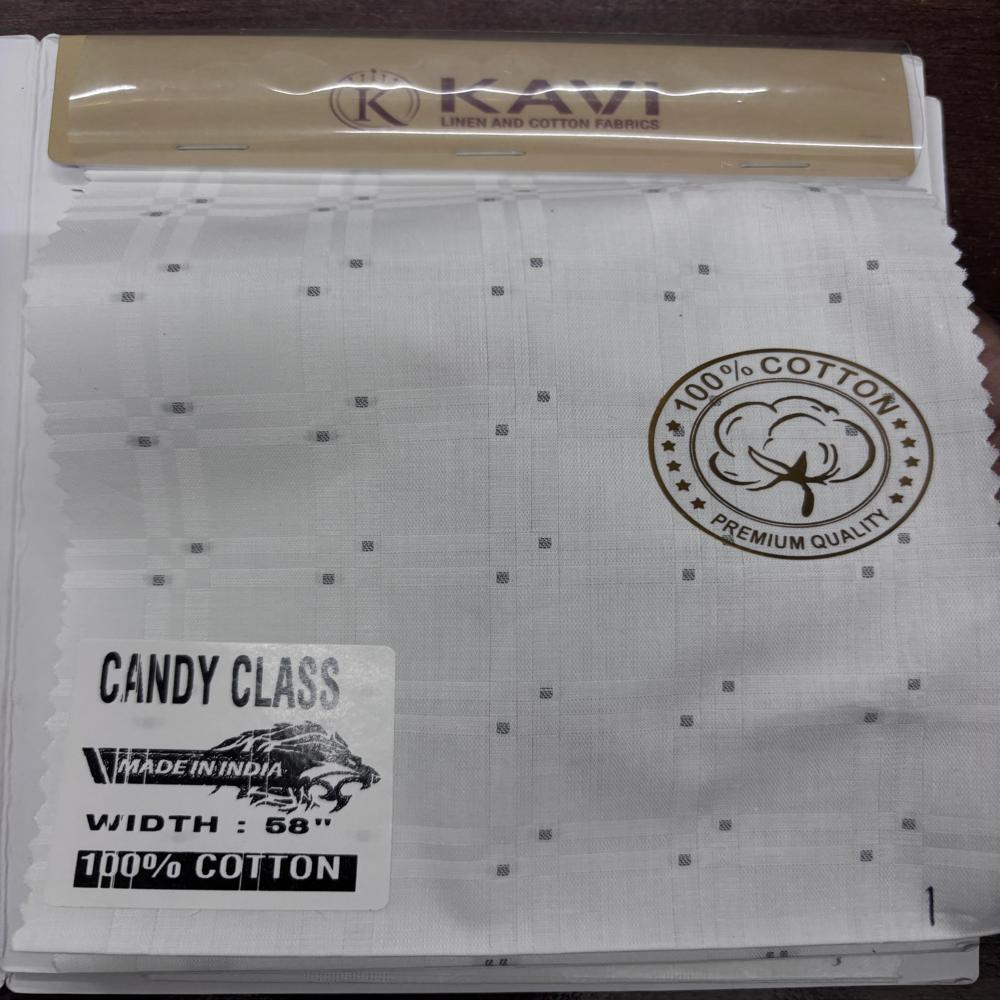 K
KAVI
LINEN AND COTTON FABRICS
100% COTTON
PREMIUM QUALITY
CANDY CLASS
MADE IN INDIA
WIDTH : 58"
100% COTTON
1